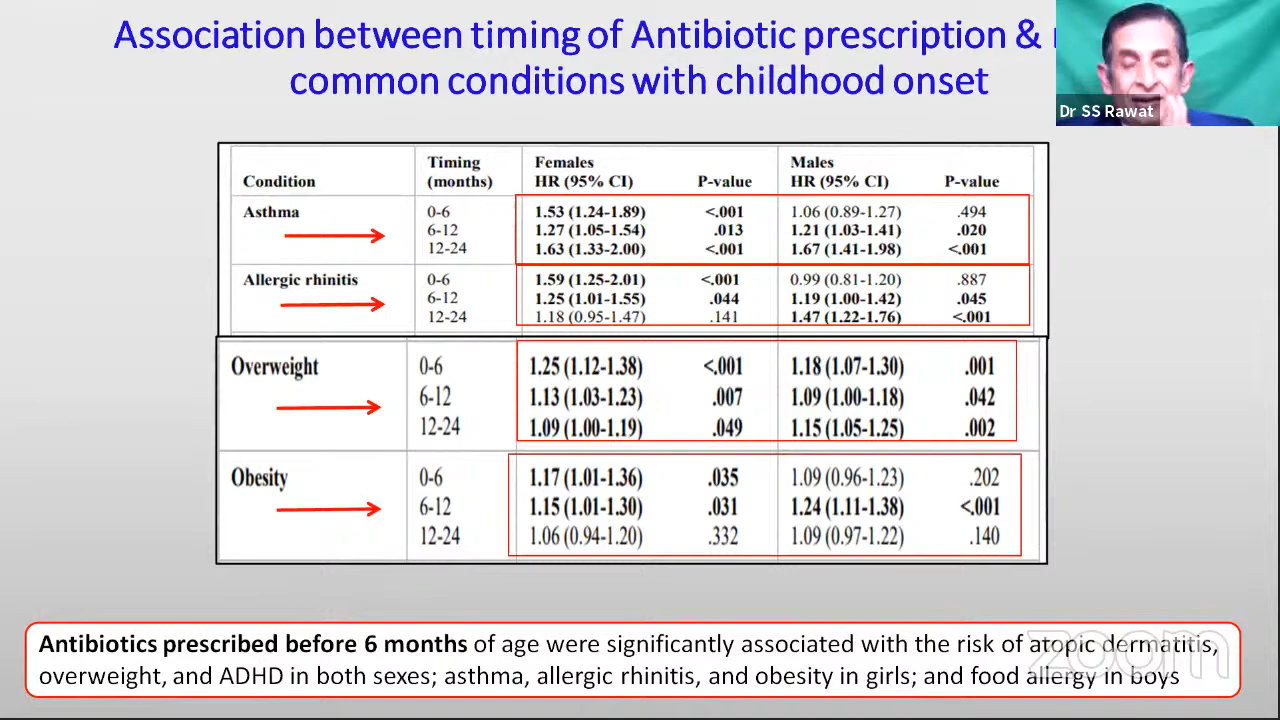 Association between timing of Antibiotic prescription &
common conditions with childhood onset
Dr SS Rawat
Timing Females Males
Condition (months) HR (95% CI) P-value HR (95% CI) P-value
Asthma 0-6 1.53 (1.24-1.89) <.001 1.06 (0.89-1.27) .494
6-12 1.27 (1.05-1.54) .013 1.21 (1.03-1.41) .020
12-24 1.63 (1.33-2.00) <.001 1.67 (1.41-1.98) <.001
Allergic rhinitis 0-6 1.59 (1.25-2.01) <.001 0.99 (0.81-1.20) .887
6-12 1.25 (1.01-1.55) .044 1.19 (1.00-1.42) .045
12-24 1.18 (0.95-1.47) .141 1.47 (1.22-1.76) <.001
Overweight 0-6 1.25 (1.12-1.38) <.001 1.18 (1.07-1.30) .001
6-12 1.13 (1.03-1.23) .007 1.09 (1.00-1.18) .042
12-24 1.09 (1.00-1.19) .049 1.15 (1.05-1.25) .002
Obesity 0-6 1.17 (1.01-1.36) .035 1.09 (0.96-1.23) .202
6-12 1.15 (1.01-1.30) .031 1.24 (1.11-1.38) <.001
12-24 1.06 (0.94-1.20) .332 1.09 (0.97-1.22) .140
Antibiotics prescribed before 6 months of age were significantly associated with the risk of atopic dermatitis,
overweight, and ADHD in both sexes; asthma, allergic rhinitis, and obesity in girls; and food allergy in boys
zoom